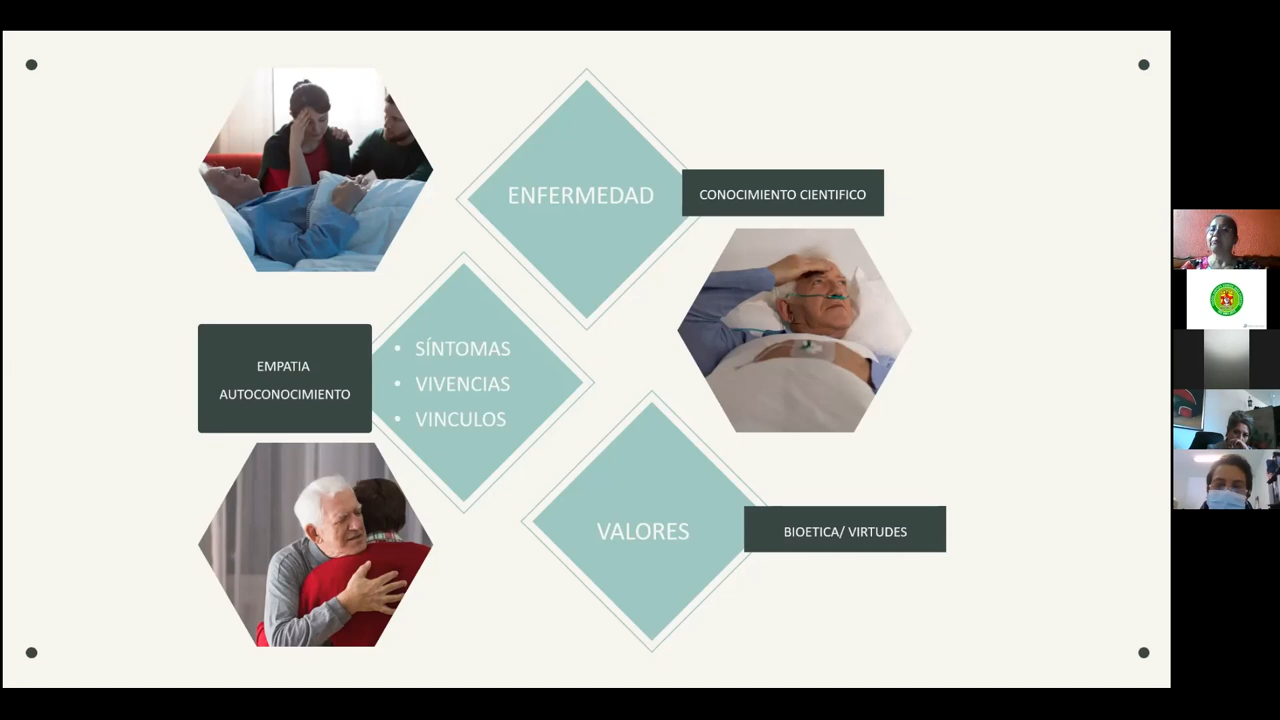 ENFERMEDAD
CONOCIMIENTO CIENTIFICO
EMPATIA
AUTOCONOCIMIENTO
• SÍNTOMAS
• VIVENCIAS
• VINCULOS
VALORES
BIOETICA/ VIRTUDES